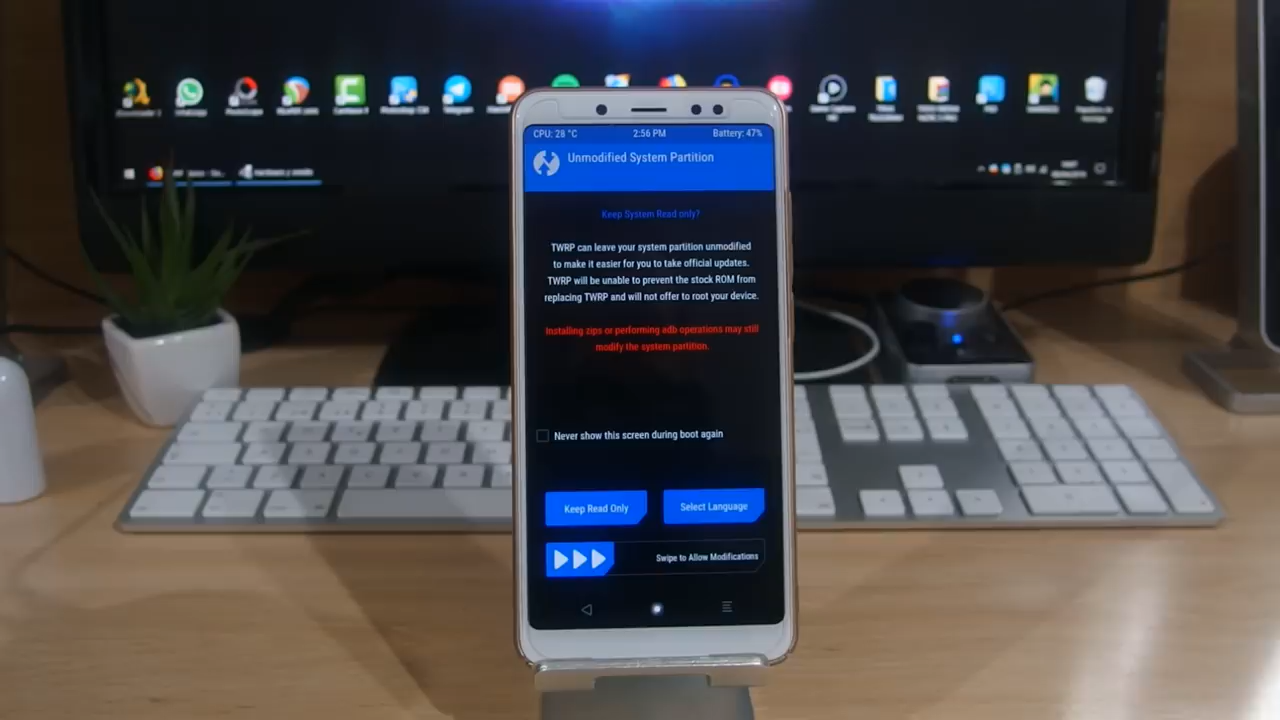 CPU: 28 °C 2:56 PM Battery: 47%
Unmodified System Partition
Keep System Read only?
TWRP can leave your system partition unmodified
to make it easier for you to take official updates.
TWRP will be unable to prevent the stock ROM from
replacing TWRP and will not offer to root your device.
Installing zips or performing adb operations may still
modify the system partition.
Never show this screen during boot again
Keep Read Only Select Language
Swipe to Allow Modifications